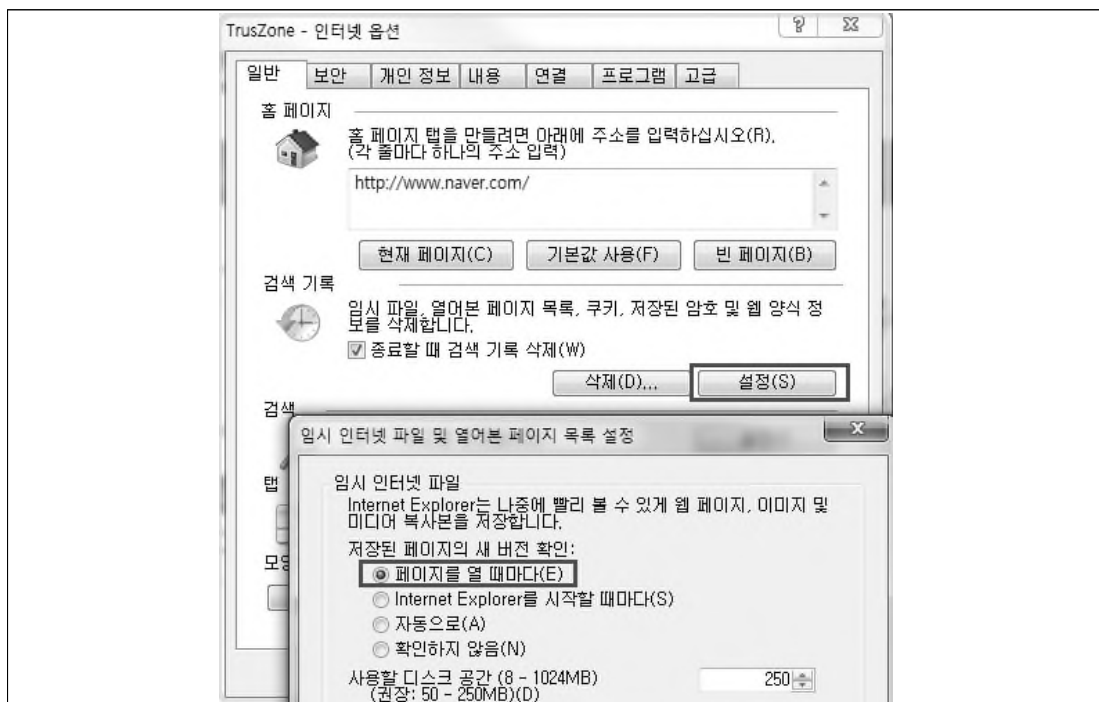 TrusZone - 인터넷 옵션
일반 보안 개인 정보 내용 연결 프로그램 고급
홈 페이지
홈 페이지 탭을 만들려면 아래에 주소를 입력하십시오(R).
(각 줄마다 하나의 주소 입력)
http://www.naver.com/
현재 페이지(C) 기본값 사용(F) 빈 페이지(B)
검색 기록
임시 파일, 열어본 페이지 목록, 쿠키, 저장된 암호 및 웹 양식 정
보를 삭제합니다.
종료할 때 검색 기록 삭제(W)
삭제(D)... 설정(S)
검색
임시 인터넷 파일 및 열어본 페이지 목록 설정
탭
임시 인터넷 파일
Internet Explorer는 나중에 빨리 볼 수 있게 웹 페이지, 이미지 및
미디어 복사본을 저장합니다.
저장된 페이지의 새 버전 확인:
페이지를 열 때마다(E)
Internet Explorer를 시작할 때마다(S)
자동으로(A)
확인하지 않음(N)
사용할 디스크 공간 (8 - 1024MB) 250
(권장: 50 - 250MB)(D)